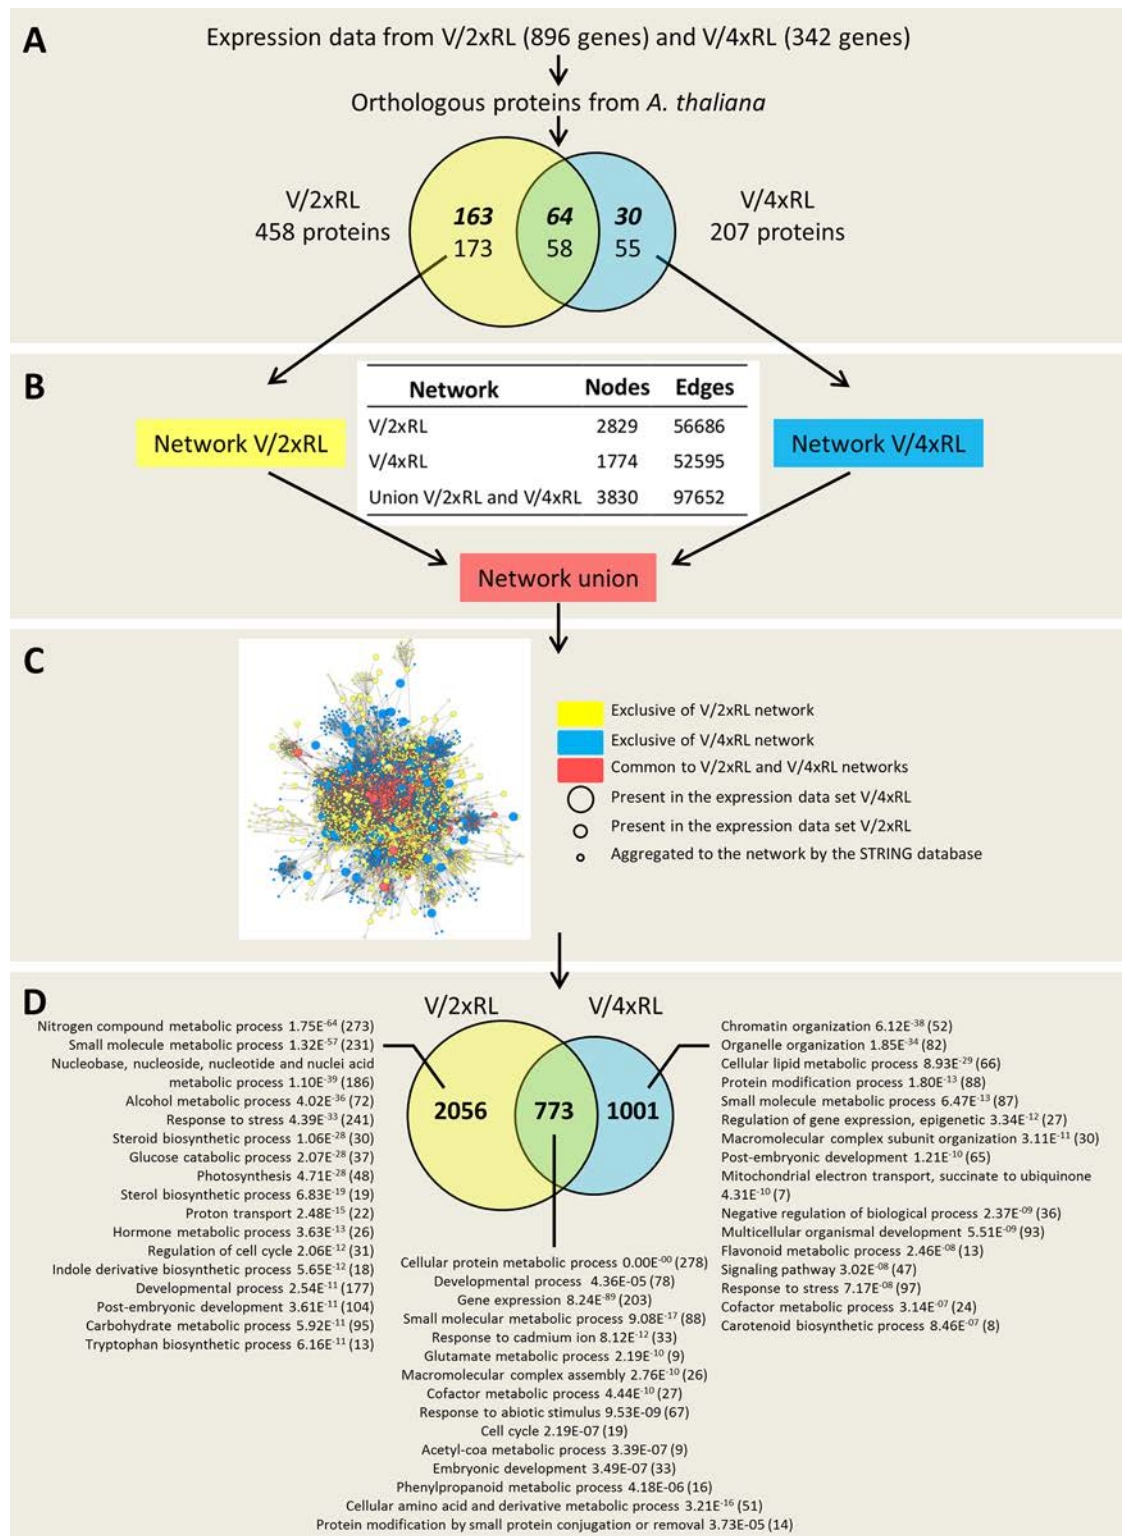 A
Expression data from V/2xRL (896 genes) and V/4xRL (342 genes)
Orthologous proteins from A. thaliana
V/2xRL
458 proteins
163
173
64
58
30
55
V/4xRL
207 proteins
B
Network V/2xRL
Network Nodes Edges
V/2xRL 2829 56686
V/4xRL 1774 52595
Union V/2xRL and V/4xRL 3830 97652
Network V/4xRL
Network union
C
Exclusive of V/2xRL network
Exclusive of V/4xRL network
Common to V/2xRL and V/4xRL networks
Present in the expression data set V/4xRL
Present in the expression data set V/2xRL
Aggregated to the network by the STRING database
D
V/2xRL
V/4xRL
2056
773
1001
Nitrogen compound metabolic process 1.75E-64 (273)
Small molecule metabolic process 1.32E-57 (231)
Nucleobase, nucleoside, nucleotide and nuclei acid
metabolic process 1.10E-39 (186)
Alcohol metabolic process 4.02E-36 (72)
Response to stress 4.39E-33 (241)
Steroid biosynthetic process 1.06E-28 (30)
Glucose catabolic process 2.07E-28 (37)
Photosynthesis 4.71E-28 (48)
Sterol biosynthetic process 6.83E-19 (19)
Proton transport 2.48E-15 (22)
Hormone metabolic process 3.63E-13 (26)
Regulation of cell cycle 2.06E-12 (31)
Indole derivative biosynthetic process 5.65E-12 (18)
Developmental process 2.54E-11 (177)
Post-embryonic development 3.61E-11 (104)
Carbohydrate metabolic process 5.92E-11 (95)
Tryptophan biosynthetic process 6.16E-11 (13)
Cellular protein metabolic process 0.00E-00 (278)
Developmental process 4.36E-05 (78)
Gene expression 8.24E-89 (203)
Small molecular metabolic process 9.08E-17 (88)
Response to cadmium ion 8.12E-12 (33)
Glutamate metabolic process 2.19E-10 (9)
Macromolecular complex assembly 2.76E-10 (26)
Cofactor metabolic process 4.44E-10 (27)
Response to abiotic stimulus 9.53E-09 (67)
Cell cycle 2.19E-07 (19)
Acetyl-coa metabolic process 3.39E-07 (9)
Embryonic development 3.49E-07 (33)
Phenylpropanoid metabolic process 4.18E-06 (16)
Cellular amino acid and derivative metabolic process 3.21E-16 (51)
Protein modification by small protein conjugation or removal 3.73E-05 (14)
Chromatin organization 6.12E-38 (52)
Organelle organization 1.85E-34 (82)
Cellular lipid metabolic process 8.93E-29 (66)
Protein modification process 1.80E-13 (88)
Small molecule metabolic process 6.47E-13 (87)
Regulation of gene expression, epigenetic 3.34E-12 (27)
Macromolecular complex subunit organization 3.11E-11 (30)
Post-embryonic development 1.21E-10 (65)
Mitochondrial electron transport, succinate to ubiquinone
4.31E-10 (7)
Negative regulation of biological process 2.37E-09 (36)
Multicellular organismal development 5.51E-09 (93)
Flavonoid metabolic process 2.46E-08 (13)
Signaling pathway 3.02E-08 (47)
Response to stress 7.17E-08 (97)
Cofactor metabolic process 3.14E-07 (24)
Carotenoid biosynthetic process 8.46E-07 (8)